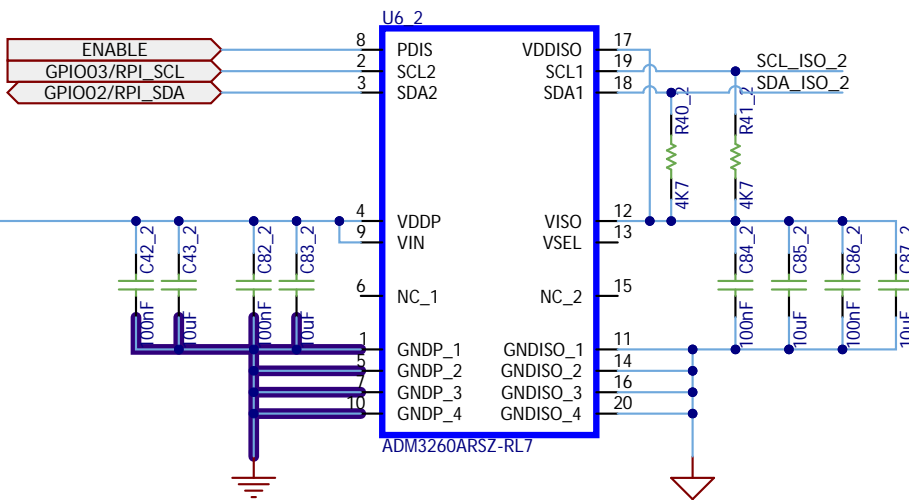 U6_2
ENABLE
GPIO03/RPI_SCL
GPIO02/RPI_SDA
8 PDIS
2 SCL2
3 SDA2
VDDISO 17
SCL1 19
SDA1 18
SCL_ISO_2
SDA_ISO_2
R40_2
4K7
R41_2
4K7
4 VDDP
9 VIN
VISO 12
VSEL 13
6 NC_1
NC_2 15
C42_2
100nF
C43_2
10uF
C82_2
100nF
C83_2
10uF
C84_2
100nF
C85_2
10uF
C86_2
100nF
C87_2
10uF
1 GNDP_1
5 GNDP_2
7 GNDP_3
10 GNDP_4
GNDISO_1 11
GNDISO_2 14
GNDISO_3 16
GNDISO_4 20
ADM3260ARSZ-RL7